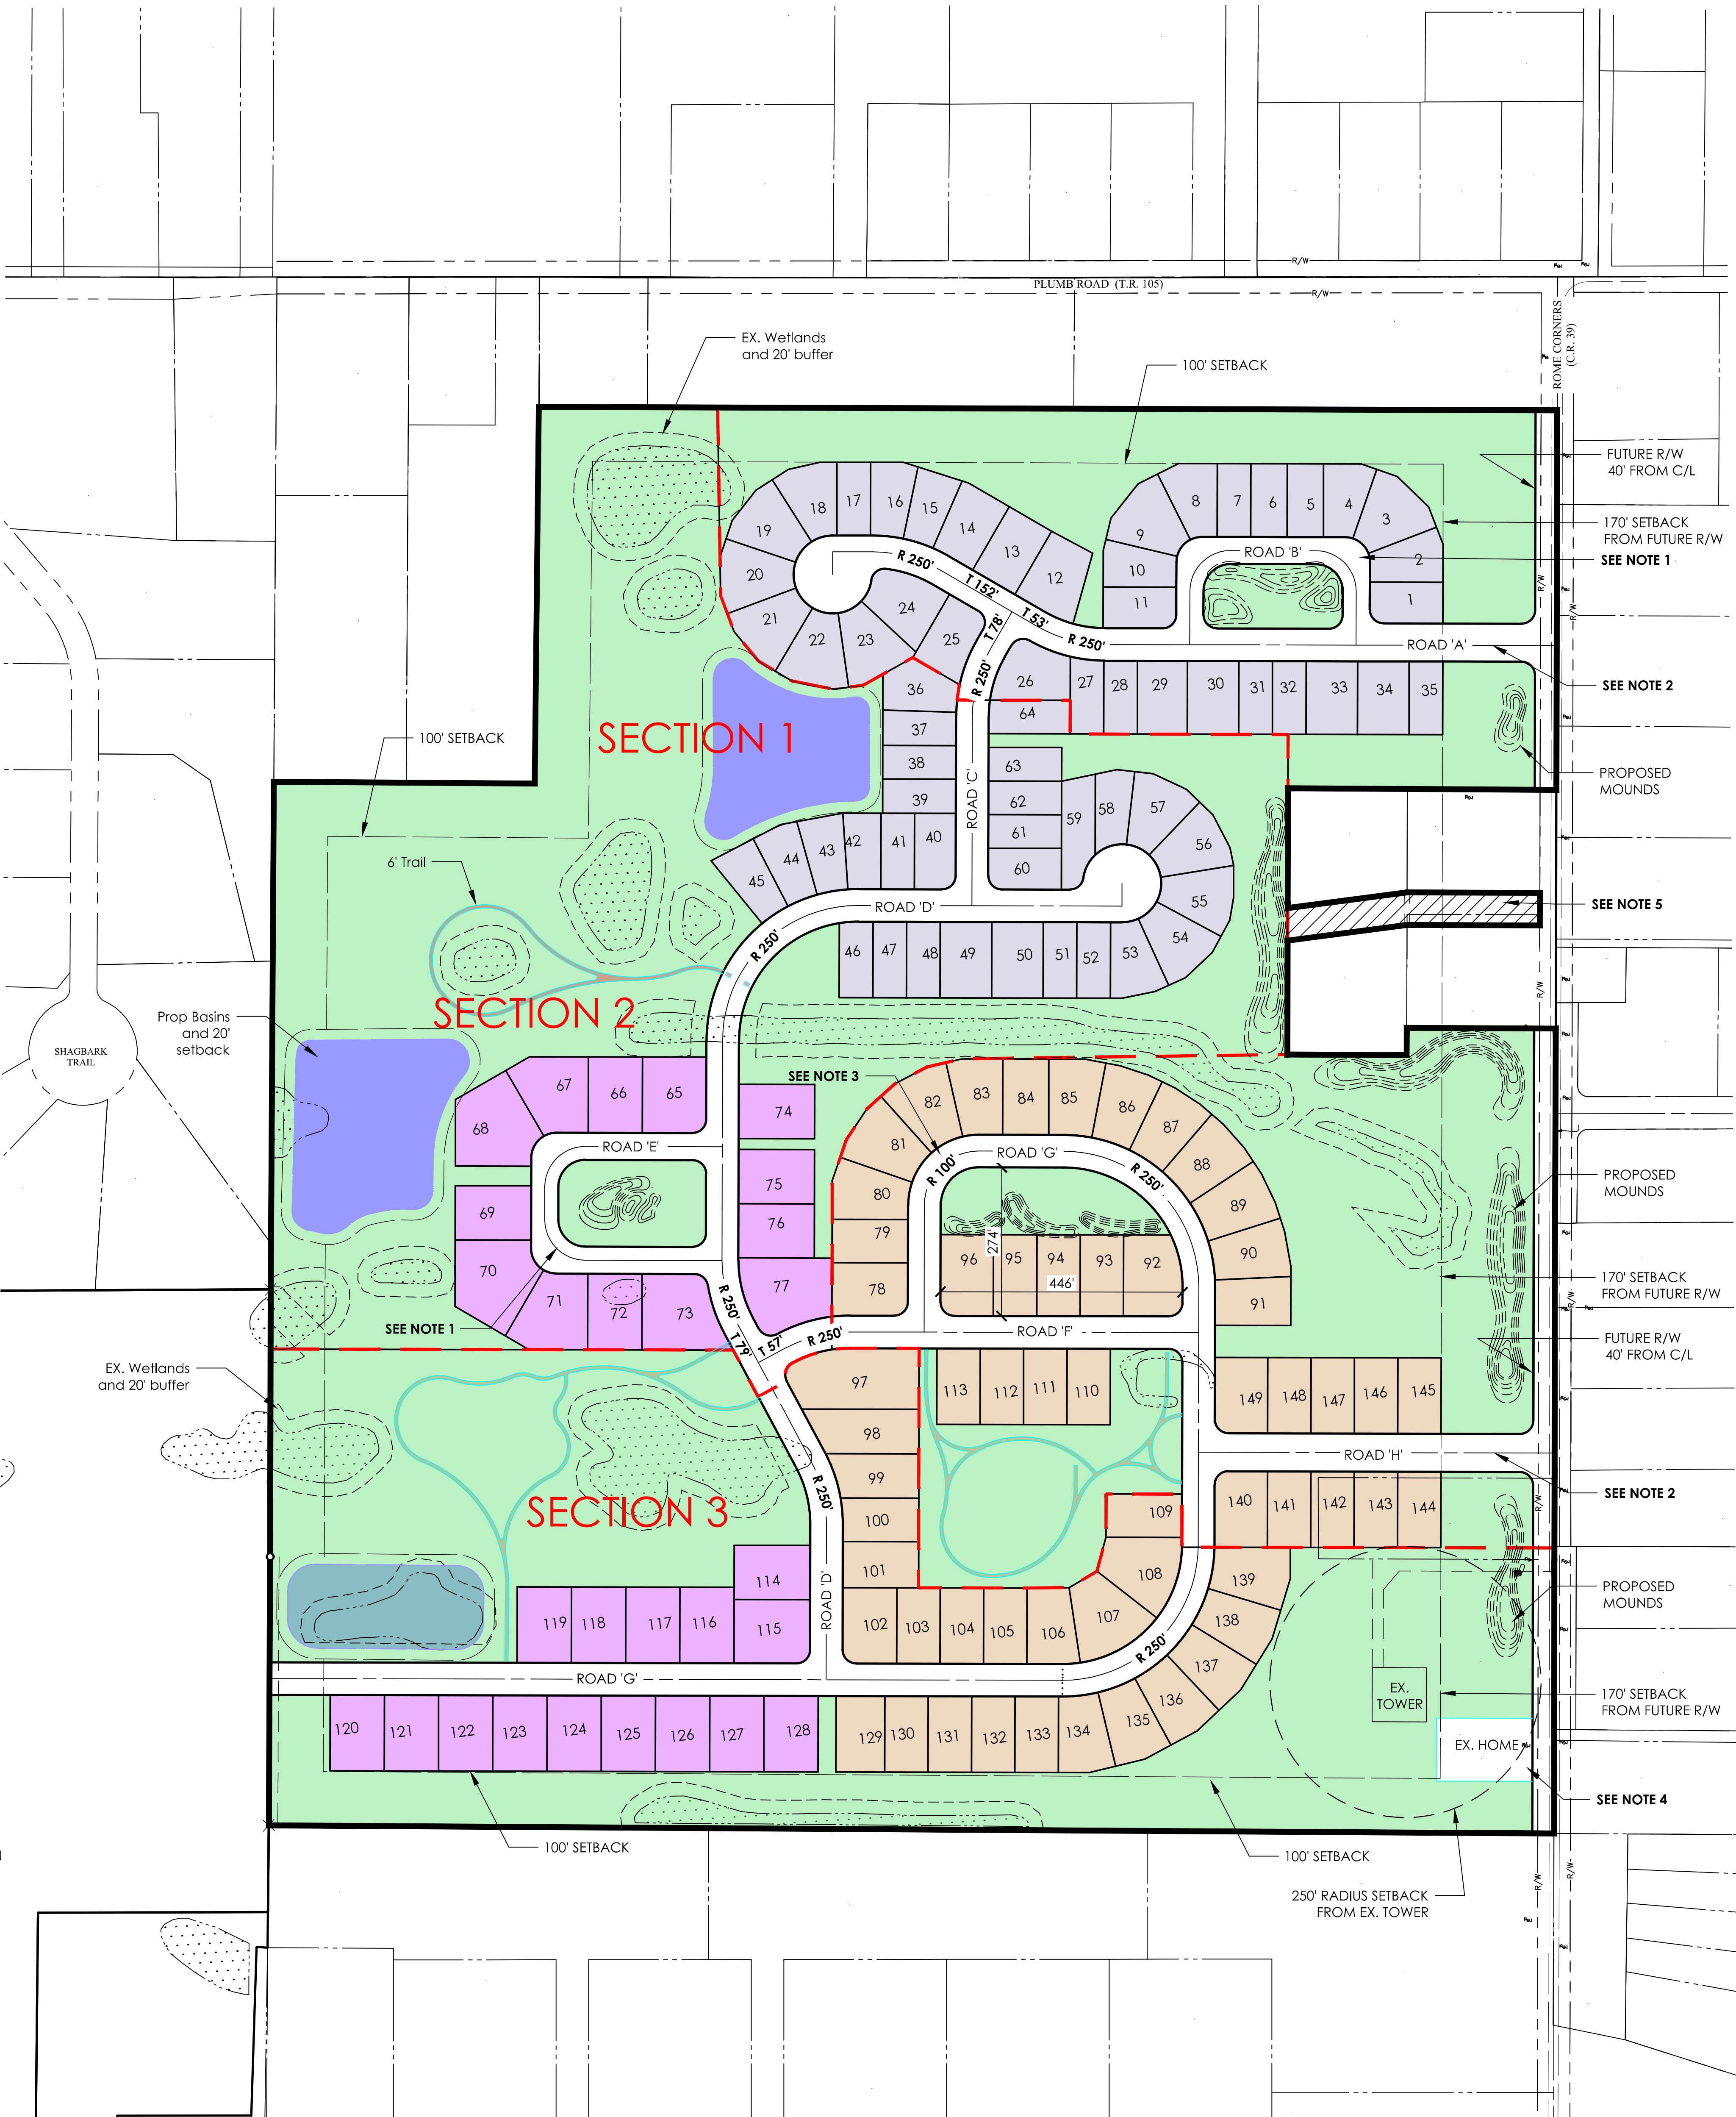 R/W
PLUMB ROAD (T.R. 105)
R/W
ROME CORNERS
(C.R. 39)
EX. Wetlands
and 20' buffer
100' SETBACK
FUTURE R/W
40' FROM C/L
170' SETBACK
FROM FUTURE R/W
SEE NOTE 1
18
17
16
15
14
13
12
19
20
21
22
23
24
25
8
7
6
5
4
3
9
2
10
1
11
ROAD 'B'
R 250'
T 152'
T 53'
R 250'
T 78'
R 250'
ROAD 'A'
R/W
R/W
SEE NOTE 2
26
27
28
29
30
31
32
33
34
35
36
64
37
SECTION 1
100' SETBACK
38
63
39
62
ROAD 'C'
PROPOSED
MOUNDS
45
44
43
42
41
40
61
60
59
58
57
56
55
54
6' Trail
ROAD 'D'
SEE NOTE 5
R 250'
46
47
48
49
50
51
52
53
R/W
SECTION 2
Prop Basins
and 20'
setback
SHAGBARK
TRAIL
SEE NOTE 3
67
66
65
68
74
ROAD 'E'
75
76
77
69
70
71
72
73
SEE NOTE 1
82
83
84
85
86
87
81
88
80
89
79
90
78
91
ROAD 'G'
R 100'
R 250'
PROPOSED
MOUNDS
96
95
94
93
92
274'
446'
170' SETBACK
FROM FUTURE R/W
R/W
R 250'
T 79'
T 57'
R 250'
ROAD 'F'
FUTURE R/W
40' FROM C/L
EX. Wetlands
and 20' buffer
97
113
112
111
110
149
148
147
146
145
98
ROAD 'H'
99
R 250'
SEE NOTE 2
R/W
SECTION 3
100
109
140
141
142
143
144
101
114
108
139
PROPOSED
MOUNDS
ROAD 'D'
119
118
117
116
115
102
103
104
105
106
107
138
R 250'
137
ROAD 'G'
EX.
TOWER
170' SETBACK
FROM FUTURE R/W
120
121
122
123
124
125
126
127
128
129
130
131
132
133
134
135
136
EX. HOME
SEE NOTE 4
100' SETBACK
100' SETBACK
250' RADIUS SETBACK
FROM EX. TOWER
R/W
R/W